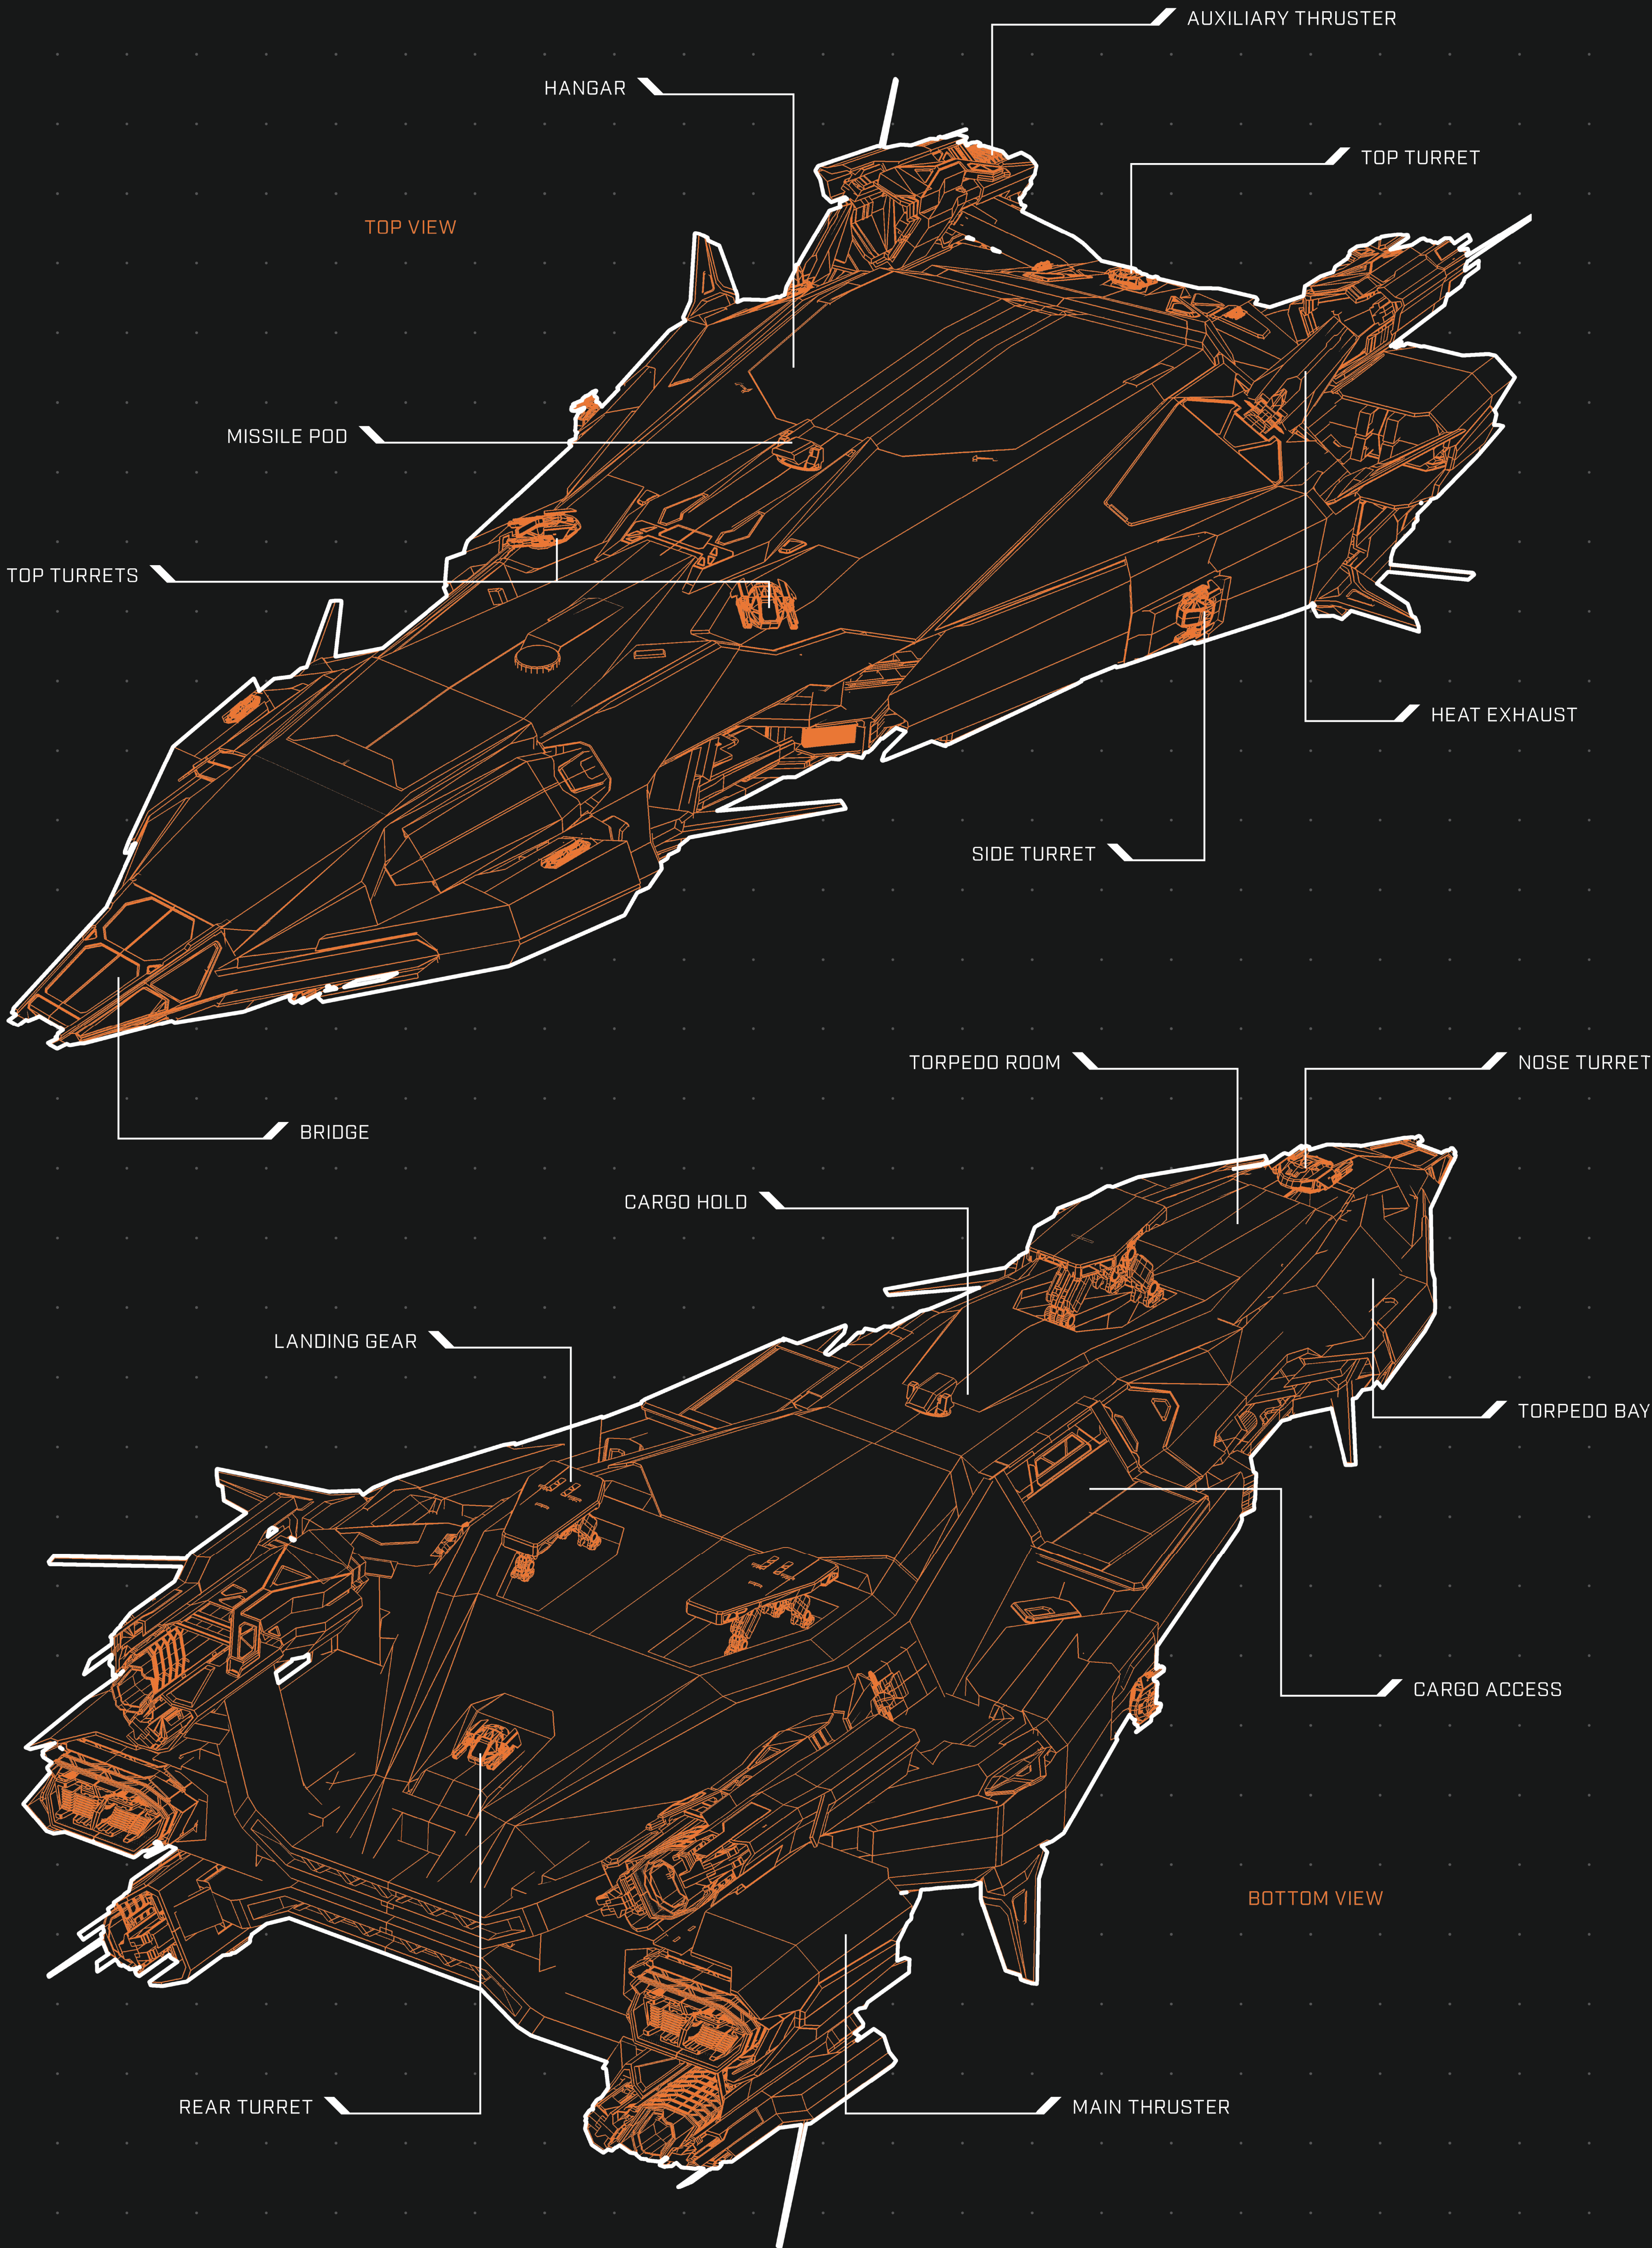 AUXILIARY THRUSTER
HANGAR
TOP TURRET
TOP VIEW
MISSILE POD
TOP TURRETS
HEAT EXHAUST
SIDE TURRET
TORPEDO ROOM
NOSE TURRET
BRIDGE
CARGO HOLD
LANDING GEAR
TORPEDO BAY
CARGO ACCESS
BOTTOM VIEW
REAR TURRET
MAIN THRUSTER